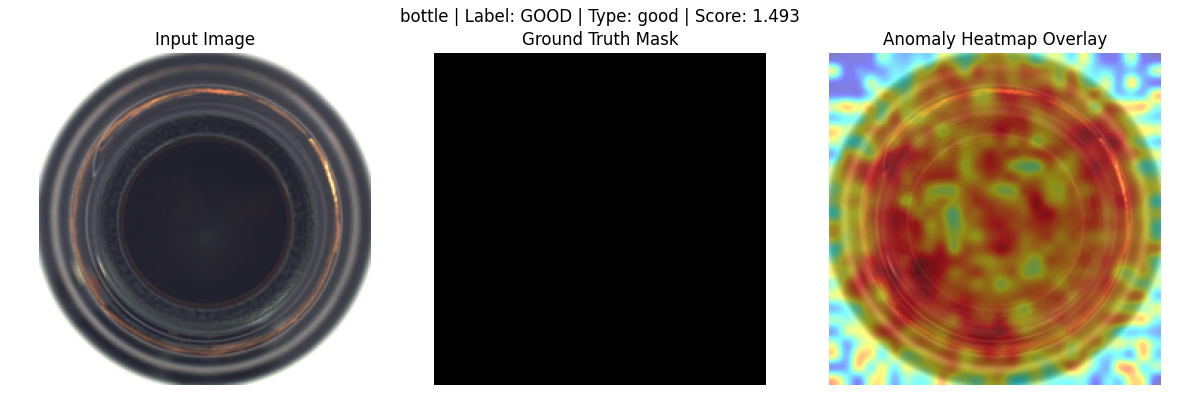 bottle | Label: GOOD | Type: good | Score: 1.493
Input Image
Ground Truth Mask
Anomaly Heatmap Overlay